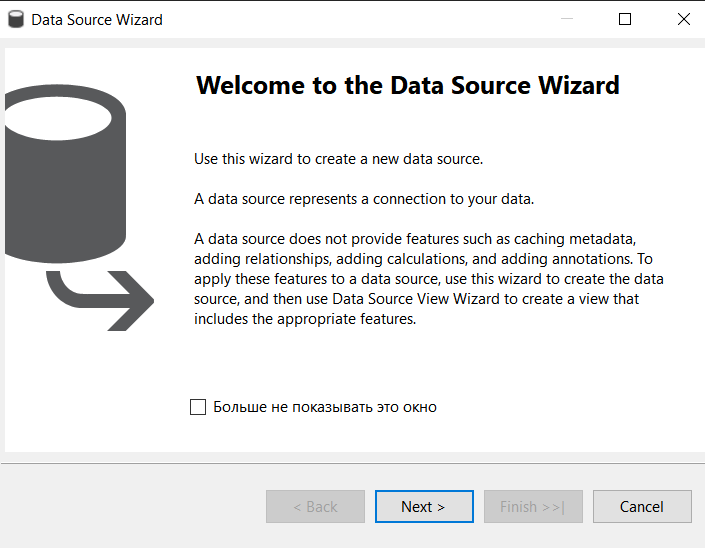 Data Source Wizard
Welcome to the Data Source Wizard
Use this wizard to create a new data source.
A data source represents a connection to your data.
A data source does not provide features such as caching metadata,
adding relationships, adding calculations, and adding annotations. To
apply these features to a data source, use this wizard to create the data
source, and then use Data Source View Wizard to create a view that
includes the appropriate features.
Больше не показывать это окно
< Back Next > Finish >>| Cancel